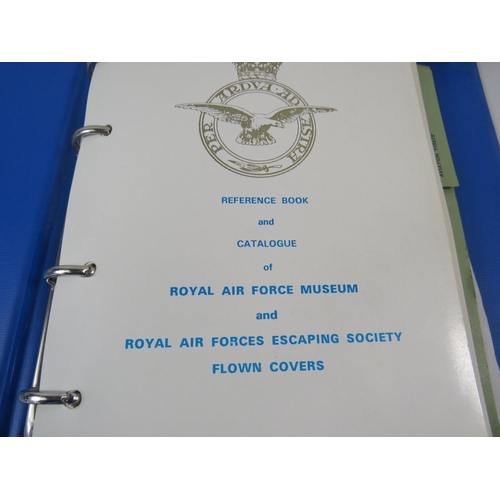 PER ARDVA AD ASTRA
REFERENCE BOOK
and
CATALOGUE
of
ROYAL AIR FORCE MUSEUM
and
ROYAL AIR FORCES ESCAPING SOCIETY
FLOWN COVERS